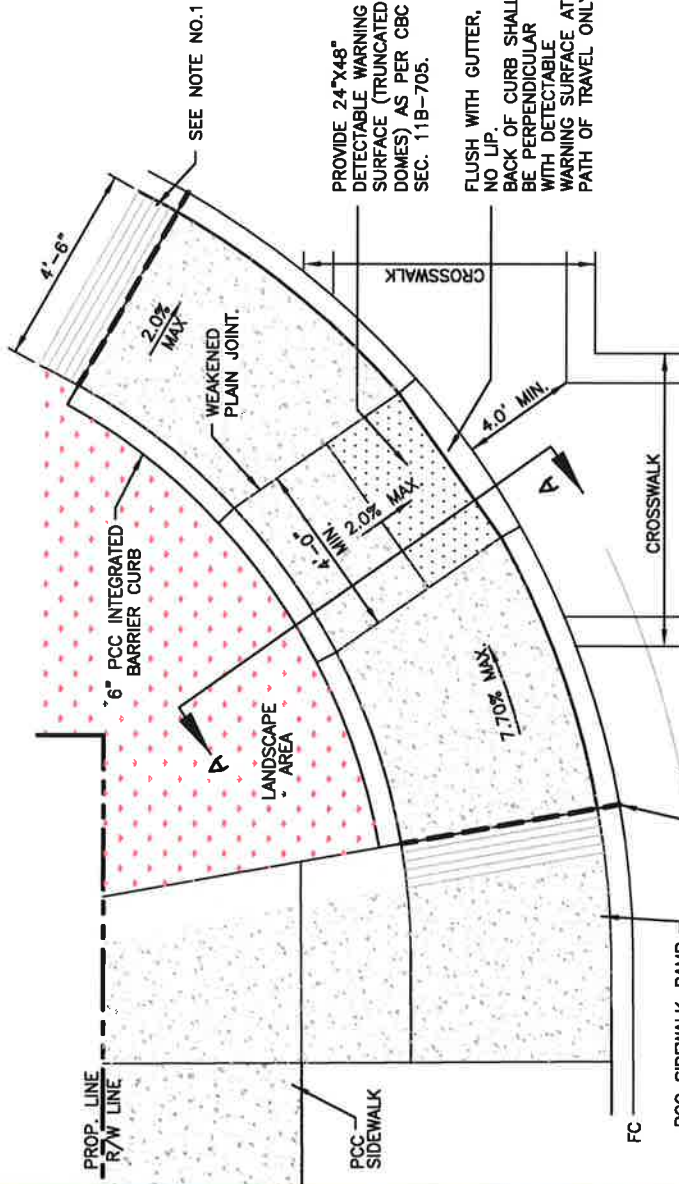 SEE NOTE NO.1
4'-6"
2.0%
MAX
WEAKENED
PLAIN JOINT.
6" PCC INTEGRATED
BARRIER CURB
PROVIDE 24"X48"
DETECTABLE WARNING
SURFACE (TRUNCATED
DOMES) AS PER CBC
SEC. 11B-705.
FLUSH WITH GUTTER,
NO LIP.
BACK OF CURB SHALL
BE PERPENDICULAR
WITH DETECTABLE
WARNING SURFACE AT
PATH OF TRAVEL ONLY
CROSSWALK
4'-0"
MIN.
2.0% MAX.
4.0' MIN.
A
A
LANDSCAPE
AREA
7.70% MAX.
CROSSWALK
PROP. LINE
R/W LINE
PCC
SIDEWALK
FC
PCC SIDEWALK RAMP